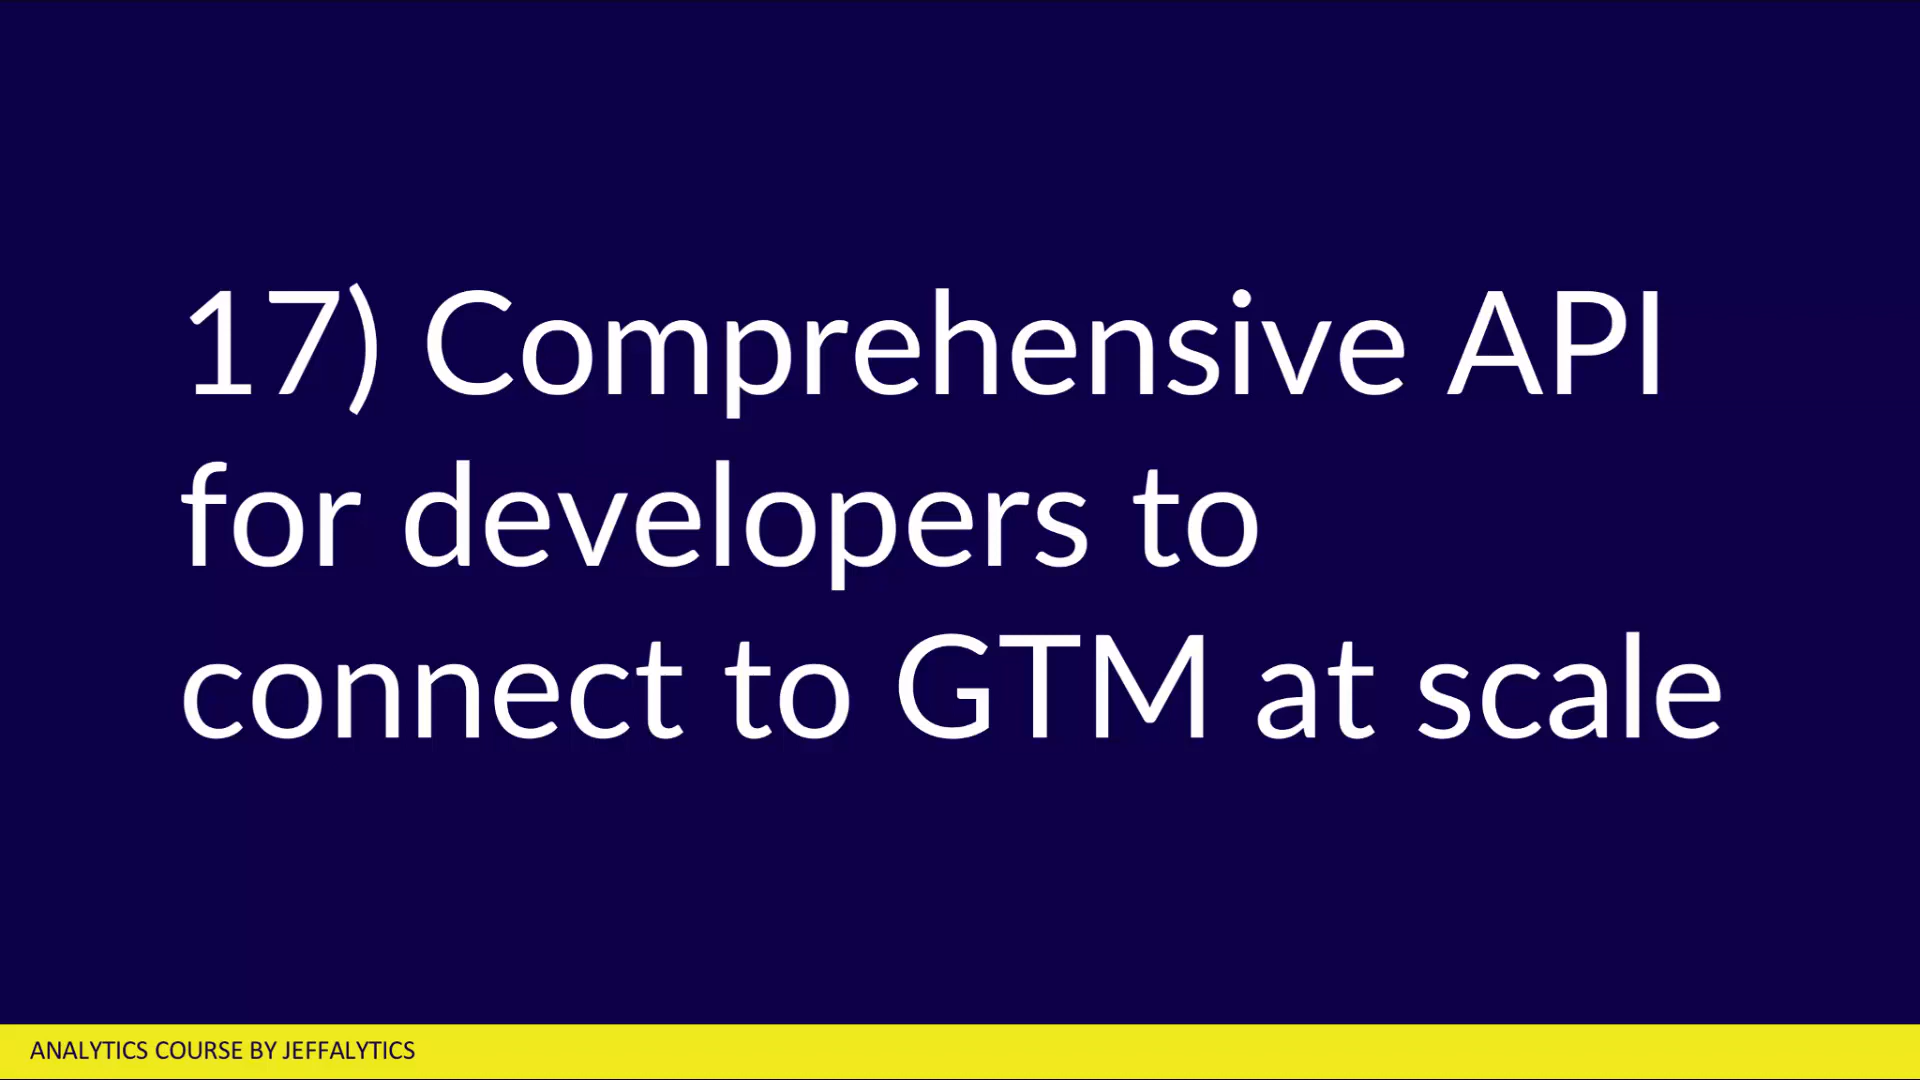 17) Comprehensive API
for developers to
connect to GTM at scale
ANALYTICS COURSE BY JEFFALYTICS